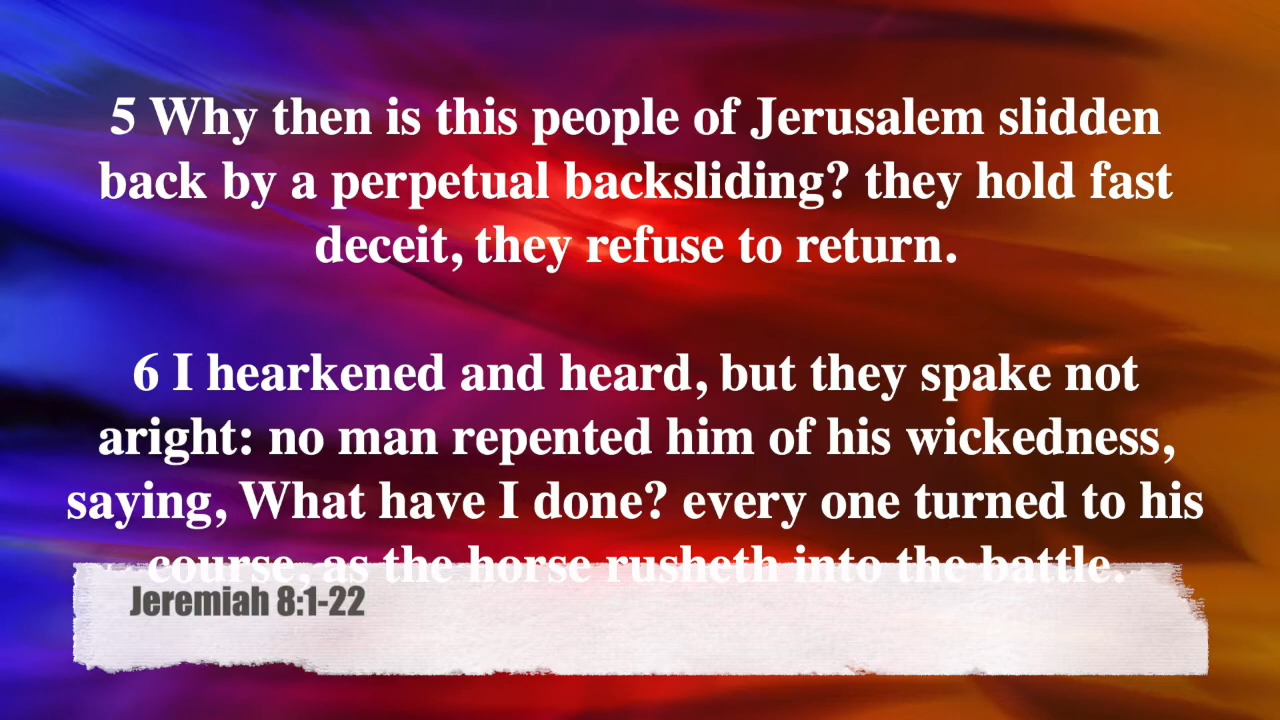 5 Why then is this people of Jerusalem slidden
back by a perpetual backsliding? they hold fast
deceit, they refuse to return.
6 I hearkened and heard, but they spake not
aright: no man repented him of his wickedness,
saying, What have I done? every one turned to his
course, as the horse rusheth into the battle.
Jeremiah 8:1-22